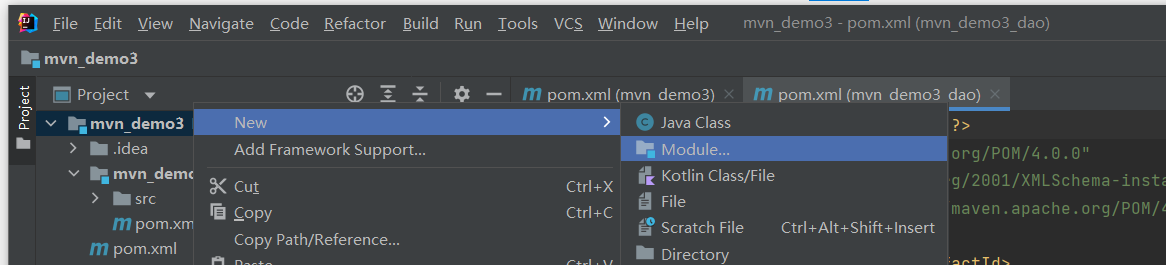 File Edit View Navigate Code Refactor Build Run Tools VCS Window Help mvn_demo3 - pom.xml (mvn_demo3_dao)
mvn_demo3
Project
Project
pom.xml (mvn_demo3)
pom.xml (mvn_demo3_dao)
mvn_demo3
.idea
mvn_demo
src
pom.xm
pom.xml
New
Add Framework Support...
Cut Ctrl+X
Copy Ctrl+C
Copy Path/Reference...
Paste Ctrl+V
Java Class
Module...
Kotlin Class/File
File
Scratch File Ctrl+Alt+Shift+Insert
Directory
?>
org/POM/4.0.0"
g/2001/XMLSchema-insta
maven.apache.org/POM/4
factId>